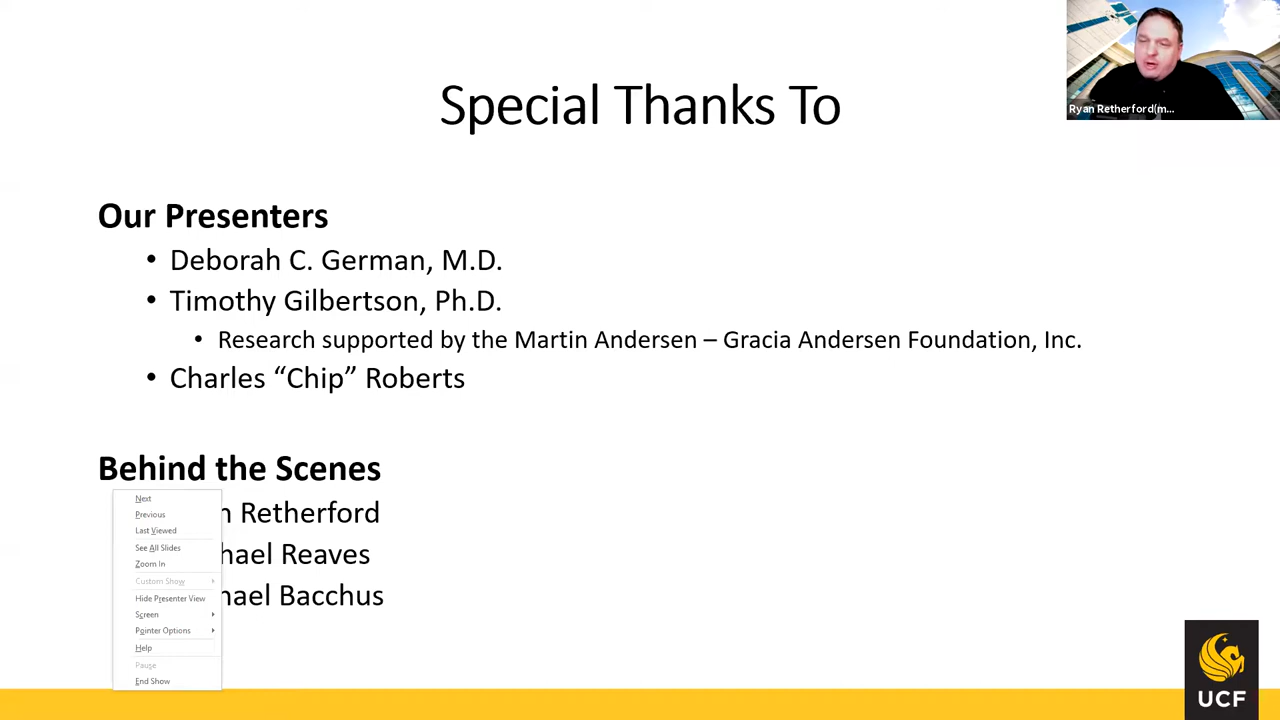 Special Thanks To
Ryan Retherford(m...
Our Presenters
• Deborah C. German, M.D.
• Timothy Gilbertson, Ph.D.
• Research supported by the Martin Andersen – Gracia Andersen Foundation, Inc.
• Charles “Chip” Roberts
Behind the Scenes
n Retherford
hael Reaves
hael Bacchus
Next
Previous
Last Viewed
See All Slides
Zoom In
Custom Show
Hide Presenter View
Screen
Pointer Options
Help
Pause
End Show
UCF